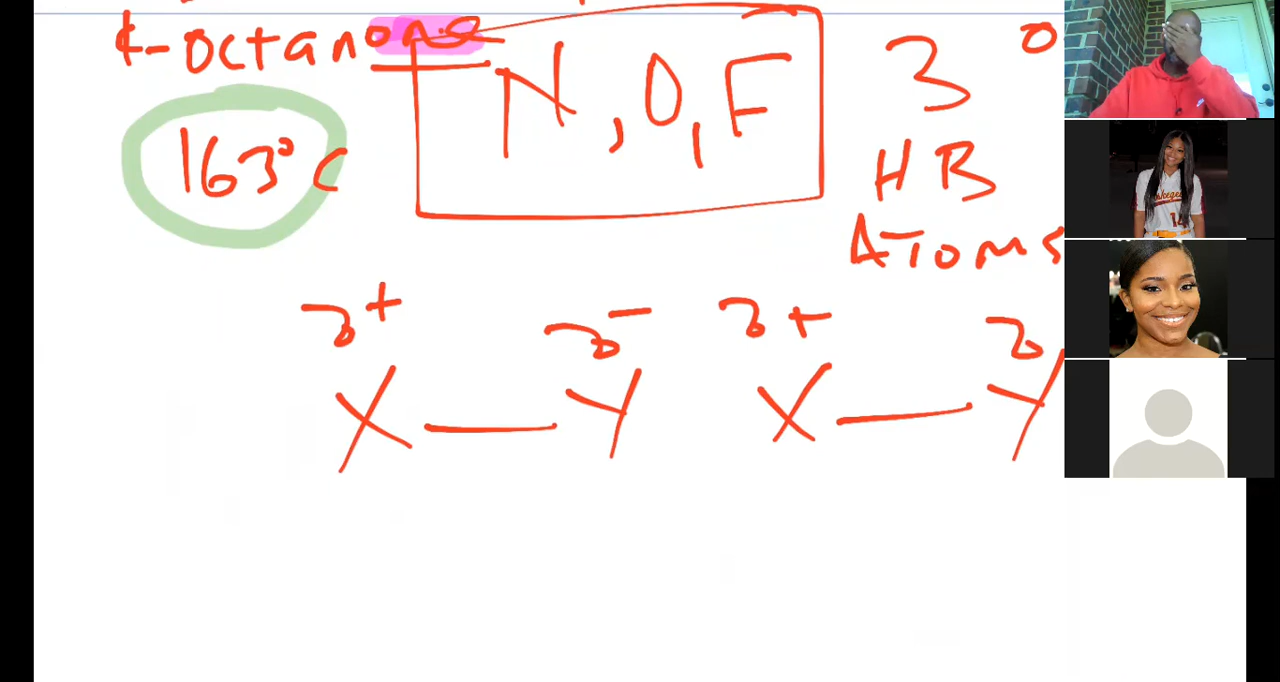 4-octanone
N, O, F
3
163° C
HB
Atoms
δ+ δ- δ+ δ
X — Y X — Y